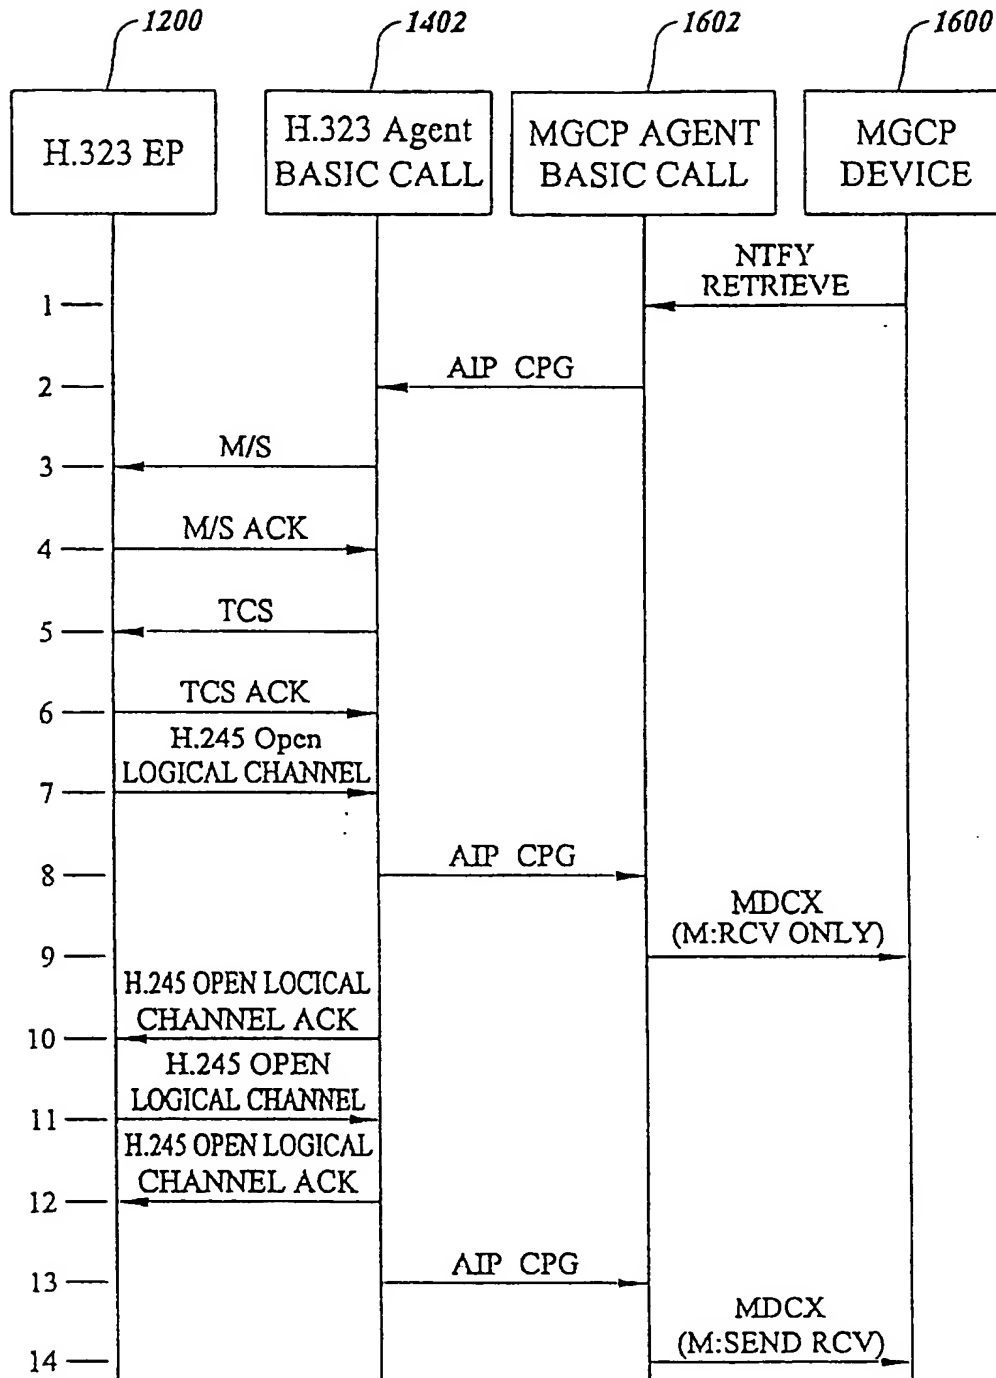 1200
1402
1602
1600
H.323 EP
H.323 Agent
BASIC CALL
MGCP AGENT
BASIC CALL
MGCP
DEVICE
NTFY
RETRIEVE
1
AIP CPG
2
M/S
3
M/S ACK
4
TCS
5
TCS ACK
6
H.245 Open
LOGICAL CHANNEL
7
AIP CPG
8
MDCX
(M:RCV ONLY)
9
H.245 OPEN LOCICAL
CHANNEL ACK
10
H.245 OPEN
LOGICAL CHANNEL
11
H.245 OPEN LOGICAL
CHANNEL ACK
12
AIP CPG
13
MDCX
(M:SEND RCV)
14